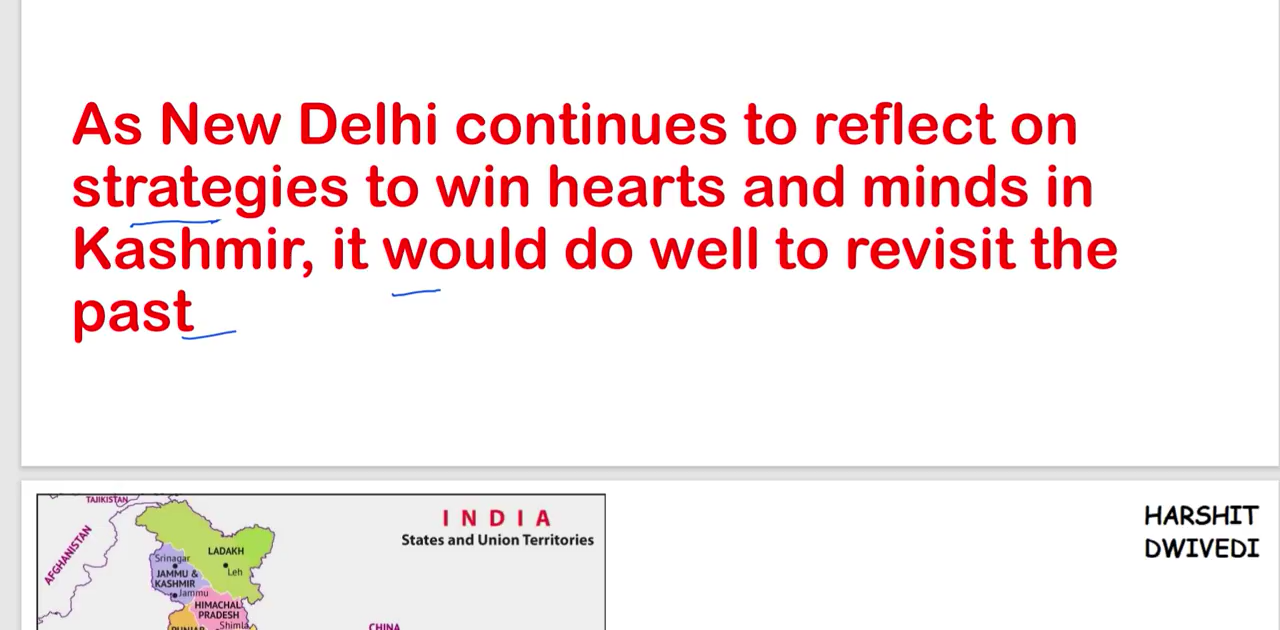 As New Delhi continues to reflect on
strategies to win hearts and minds in
Kashmir, it would do well to revisit the
past
TAJIKISTAN
AFGHANISTAN
INDIA
States and Union Territories
LADAKH
Srinagar
Leh
JAMMU &
KASHMIR
Jammu
HIMACHAL
PRADESH
Shimla
CHINA
HARSHIT
DWIVEDI